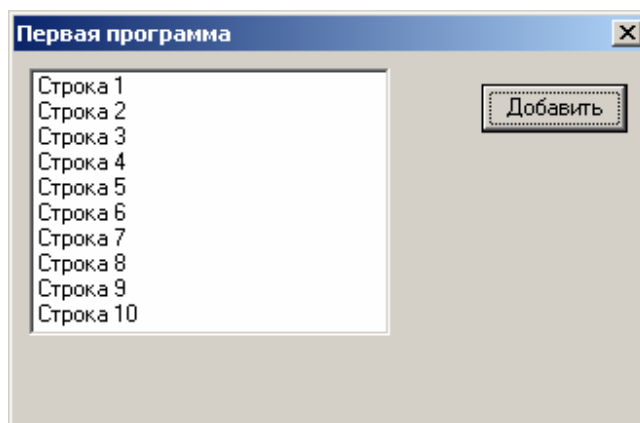 Первая программа
Строка 1
Строка 2
Строка 3
Строка 4
Строка 5
Строка 6
Строка 7
Строка 8
Строка 9
Строка 10
Добавить